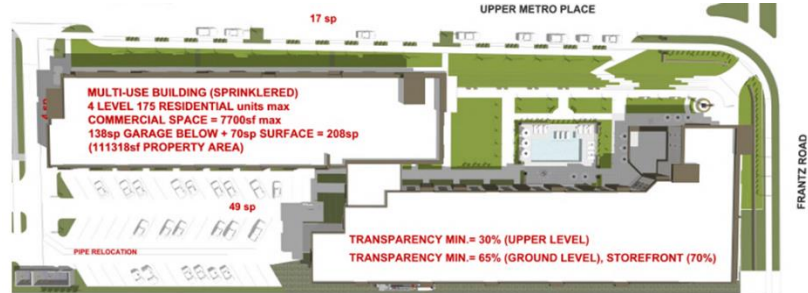 UPPER METRO PLACE
17 sp
MULTI-USE BUILDING (SPRINKLERED)
4 LEVEL 175 RESIDENTIAL units max
COMMERCIAL SPACE = 7700sf max
138sp GARAGE BELOW + 70sp SURFACE = 208sp
(111318sf PROPERTY AREA)
4 sp
FRANTZ ROAD
49 sp
TRANSPARENCY MIN.= 30% (UPPER LEVEL)
TRANSPARENCY MIN.= 65% (GROUND LEVEL), STOREFRONT (70%)
PIPE RELOCATION